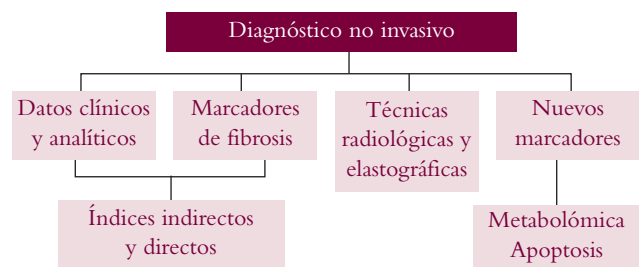 Diagnóstico no invasivo
Datos clínicos
y analíticos
Marcadores
de fibrosis
Técnicas
radiológicas y
elastográficas
Nuevos
marcadores
Índices indirectos
y directos
Metabolómica
Apoptosis